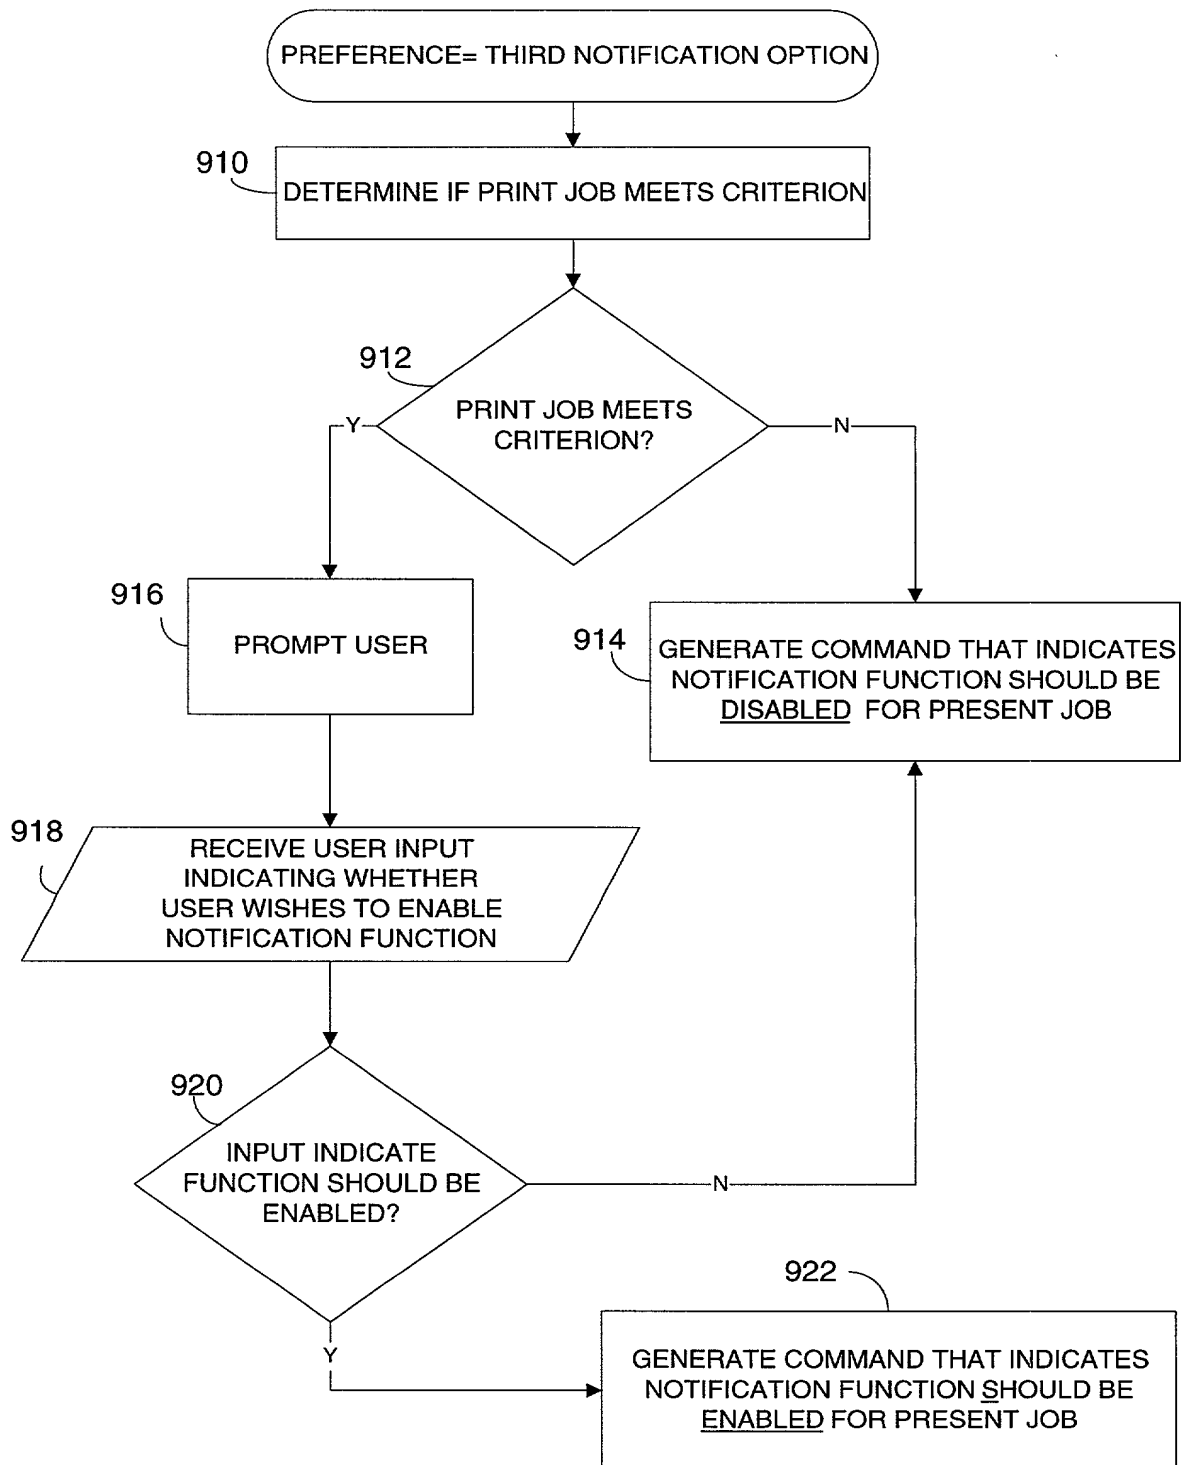 PREFERENCE= THIRD NOTIFICATION OPTION
910
DETERMINE IF PRINT JOB MEETS CRITERION
912
PRINT JOB MEETS
CRITERION?
Y
N
916
PROMPT USER
914
GENERATE COMMAND THAT INDICATES
NOTIFICATION FUNCTION SHOULD BE
DISABLED FOR PRESENT JOB
918
RECEIVE USER INPUT
INDICATING WHETHER
USER WISHES TO ENABLE
NOTIFICATION FUNCTION
920
INPUT INDICATE
FUNCTION SHOULD BE
ENABLED?
N
Y
922
GENERATE COMMAND THAT INDICATES
NOTIFICATION FUNCTION SHOULD BE
ENABLED FOR PRESENT JOB